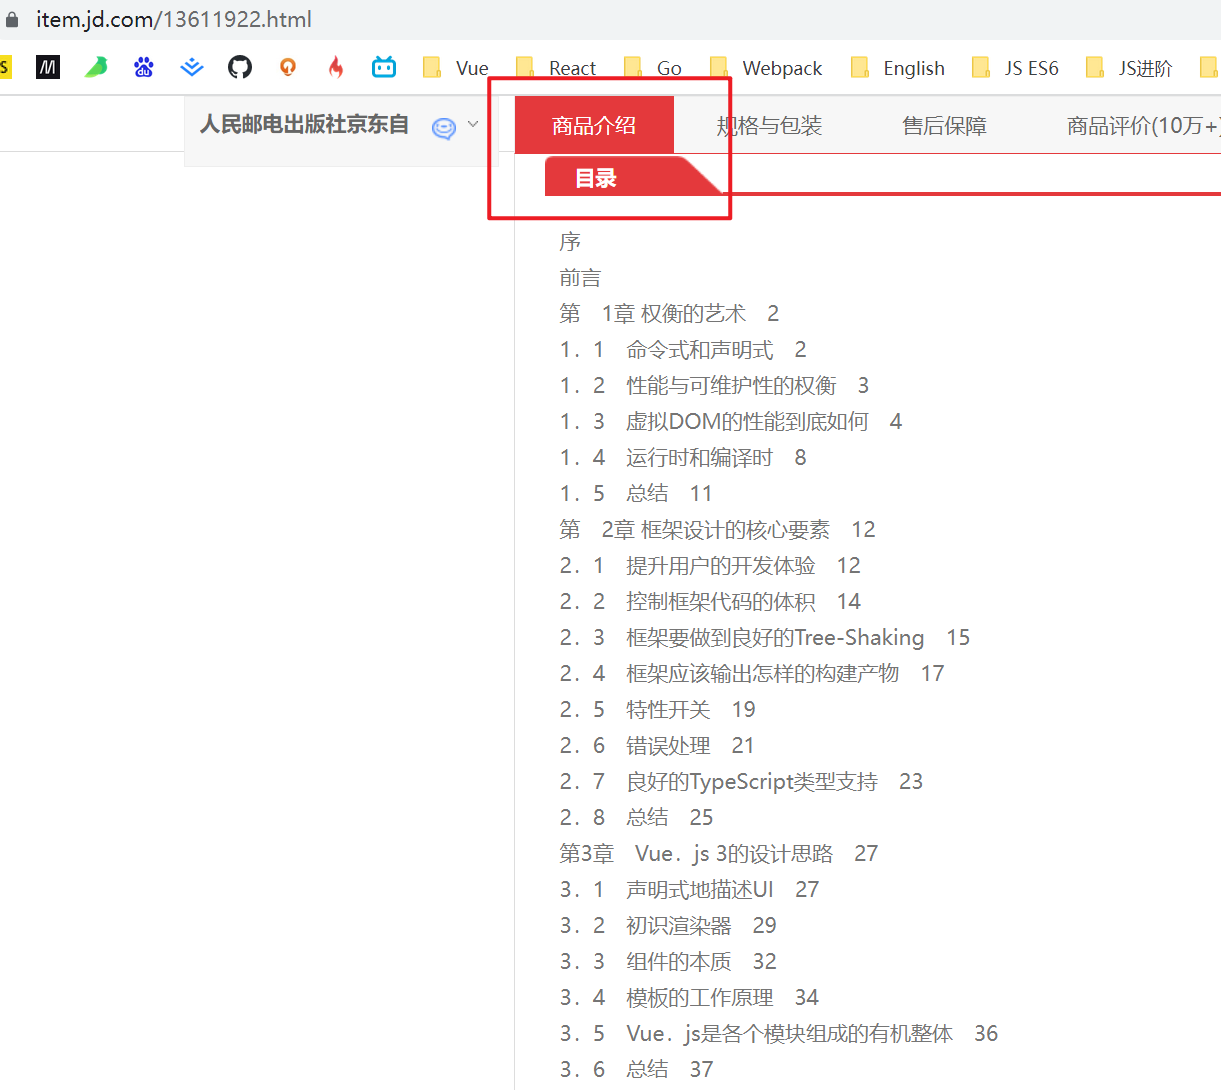 item.jd.com/13611922.html
S M du Vue React Go Webpack English JS ES6 JS进阶
人民邮电出版社京东自
商品介绍 规格与包装 售后保障 商品评价(10万+)
目录
序
前言
第　1章 权衡的艺术　2
1．1　命令式和声明式　2
1．2　性能与可维护性的权衡　3
1．3　虚拟DOM的性能到底如何　4
1．4　运行时和编译时　8
1．5　总结　11
第　2章 框架设计的核心要素　12
2．1　提升用户的开发体验　12
2．2　控制框架代码的体积　14
2．3　框架要做到良好的Tree-Shaking　15
2．4　框架应该输出怎样的构建产物　17
2．5　特性开关　19
2．6　错误处理　21
2．7　良好的TypeScript类型支持　23
2．8　总结　25
第3章　Vue．js 3的设计思路　27
3．1　声明式地描述UI　27
3．2　初识渲染器　29
3．3　组件的本质　32
3．4　模板的工作原理　34
3．5　Vue．js是各个模块组成的有机整体　36
3．6　总结　37